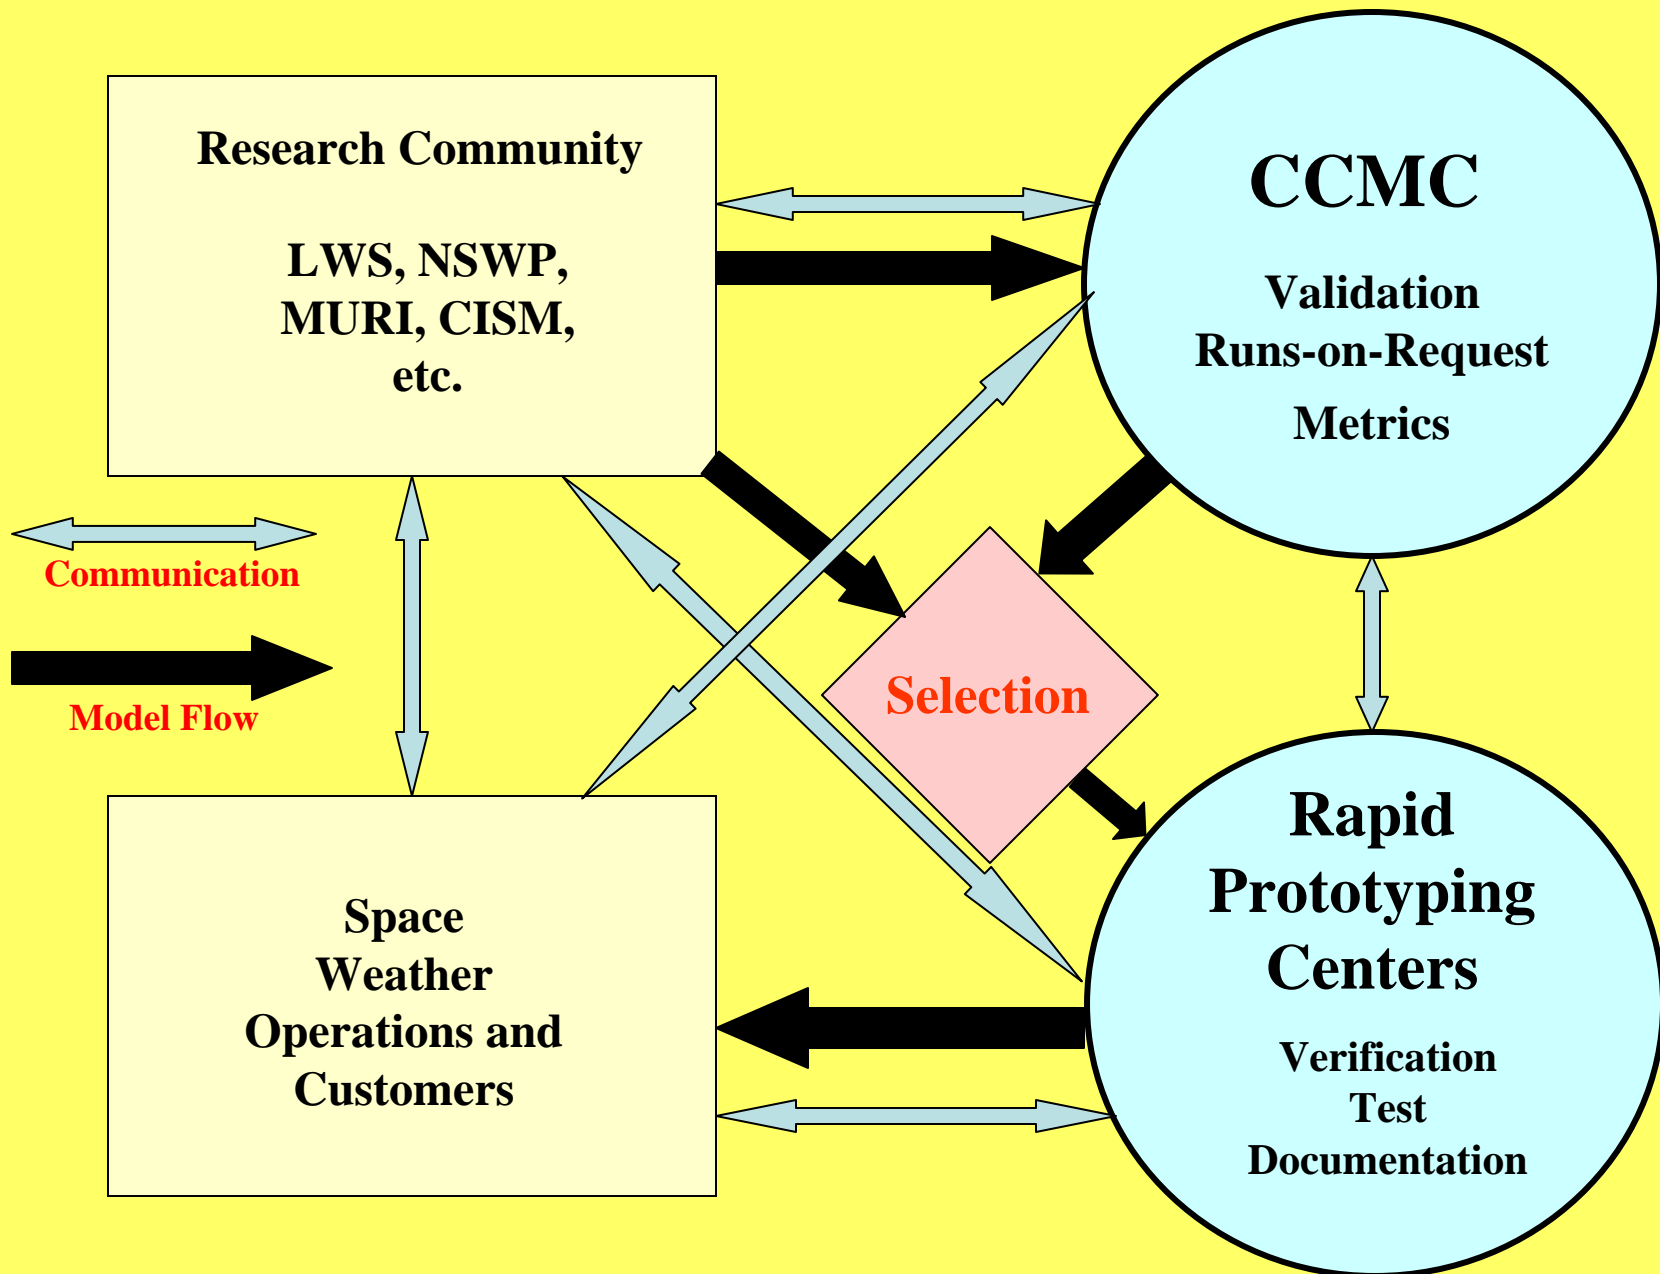 Research Community
LWS, NSWP,
MURI, CISM,
etc.
CCMC
Validation
Runs-on-Request
Metrics
Communication
Model Flow
Selection
Space
Weather
Operations and
Customers
Rapid
Prototyping
Centers
Verification
Test
Documentation